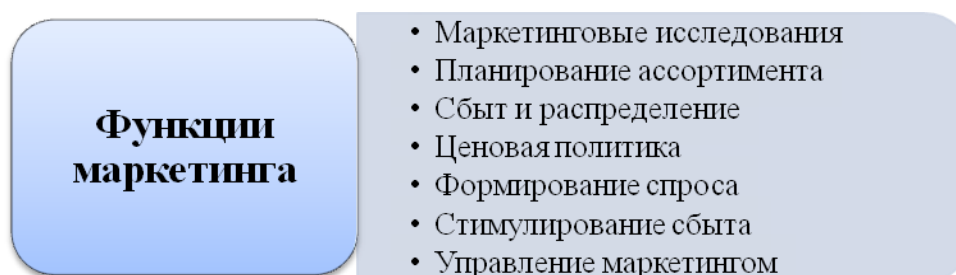 Функции
маркетинга
• Маркетинговые исследования
• Планирование ассортимента
• Сбыт и распределение
• Ценовая политика
• Формирование спроса
• Стимулирование сбыта
• Управление маркетингом